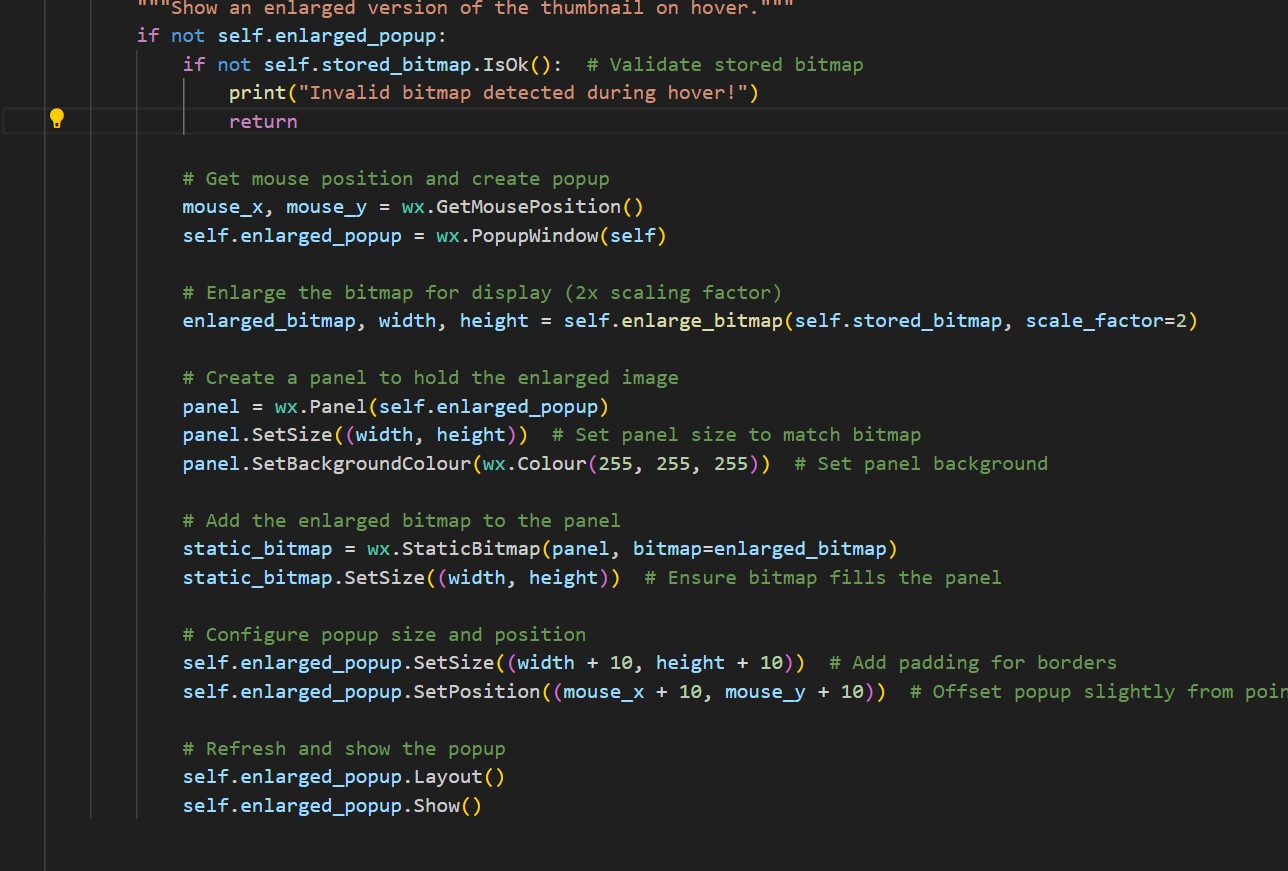 """Show an enlarged version of the thumbnail on hover."""
if not self.enlarged_popup:
if not self.stored_bitmap.IsOk():  # Validate stored bitmap
print("Invalid bitmap detected during hover!")
return
# Get mouse position and create popup
mouse_x, mouse_y = wx.GetMousePosition()
self.enlarged_popup = wx.PopupWindow(self)
# Enlarge the bitmap for display (2x scaling factor)
enlarged_bitmap, width, height = self.enlarge_bitmap(self.stored_bitmap, scale_factor=2)
# Create a panel to hold the enlarged image
panel = wx.Panel(self.enlarged_popup)
panel.SetSize((width, height))  # Set panel size to match bitmap
panel.SetBackgroundColour(wx.Colour(255, 255, 255))  # Set panel background
# Add the enlarged bitmap to the panel
static_bitmap = wx.StaticBitmap(panel, bitmap=enlarged_bitmap)
static_bitmap.SetSize((width, height))  # Ensure bitmap fills the panel
# Configure popup size and position
self.enlarged_popup.SetSize((width + 10, height + 10))  # Add padding for borders
self.enlarged_popup.SetPosition((mouse_x + 10, mouse_y + 10))  # Offset popup slightly from
# Refresh and show the popup
self.enlarged_popup.Layout()
self.enlarged_popup.Show()